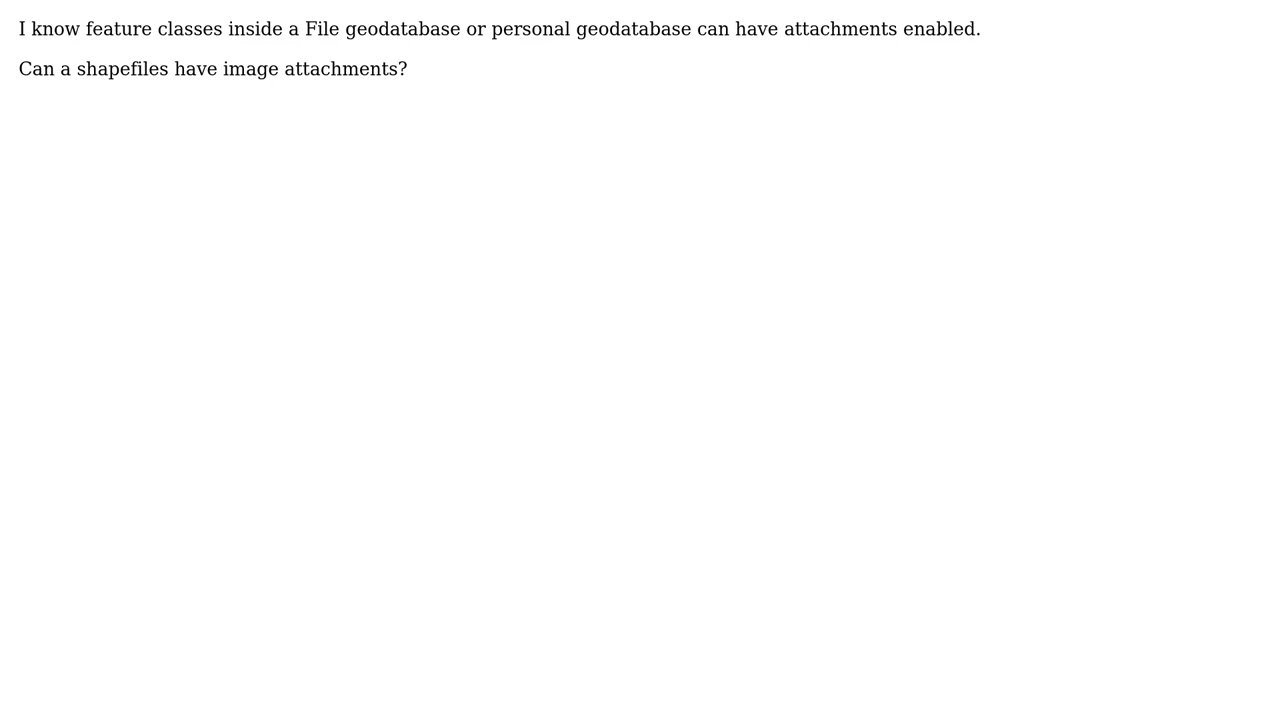 I know feature classes inside a File geodatabase or personal geodatabase can have attachments enabled.
Can a shapefiles have image attachments?